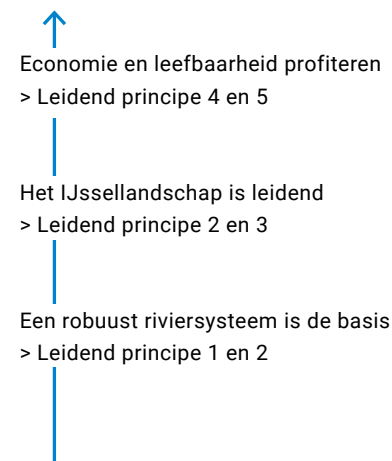 Economie en leefbaarheid profiteren
> Leidend principe 4 en 5
Het IJssellandschap is leidend
> Leidend principe 2 en 3
Een robuust riviersysteem is de basis
> Leidend principe 1 en 2